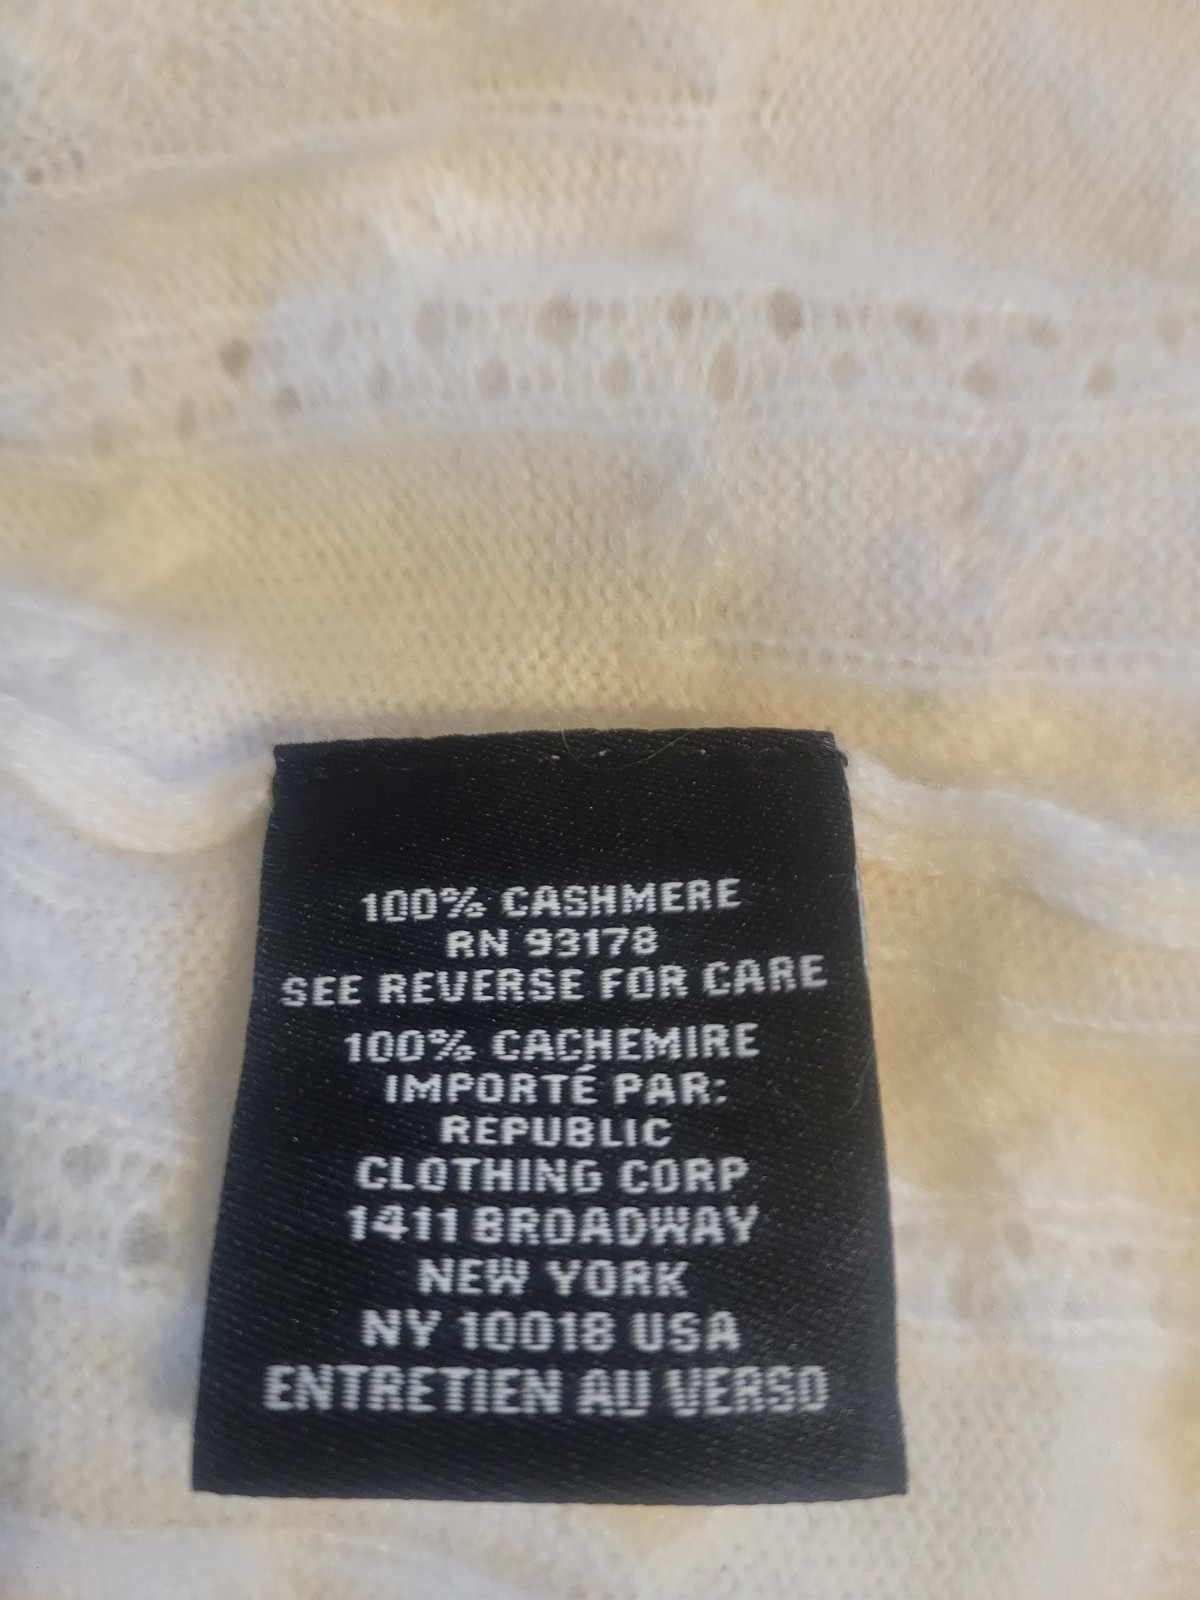 100% CASHMERE
RN 93178
SEE REVERSE FOR CARE
100% CACHEMIRE
IMPORTÉ PAR:
REPUBLIC
CLOTHING CORP
1411 BROADWAY
NEW YORK
NY 10018 USA
ENTRETIEN AU VERSO